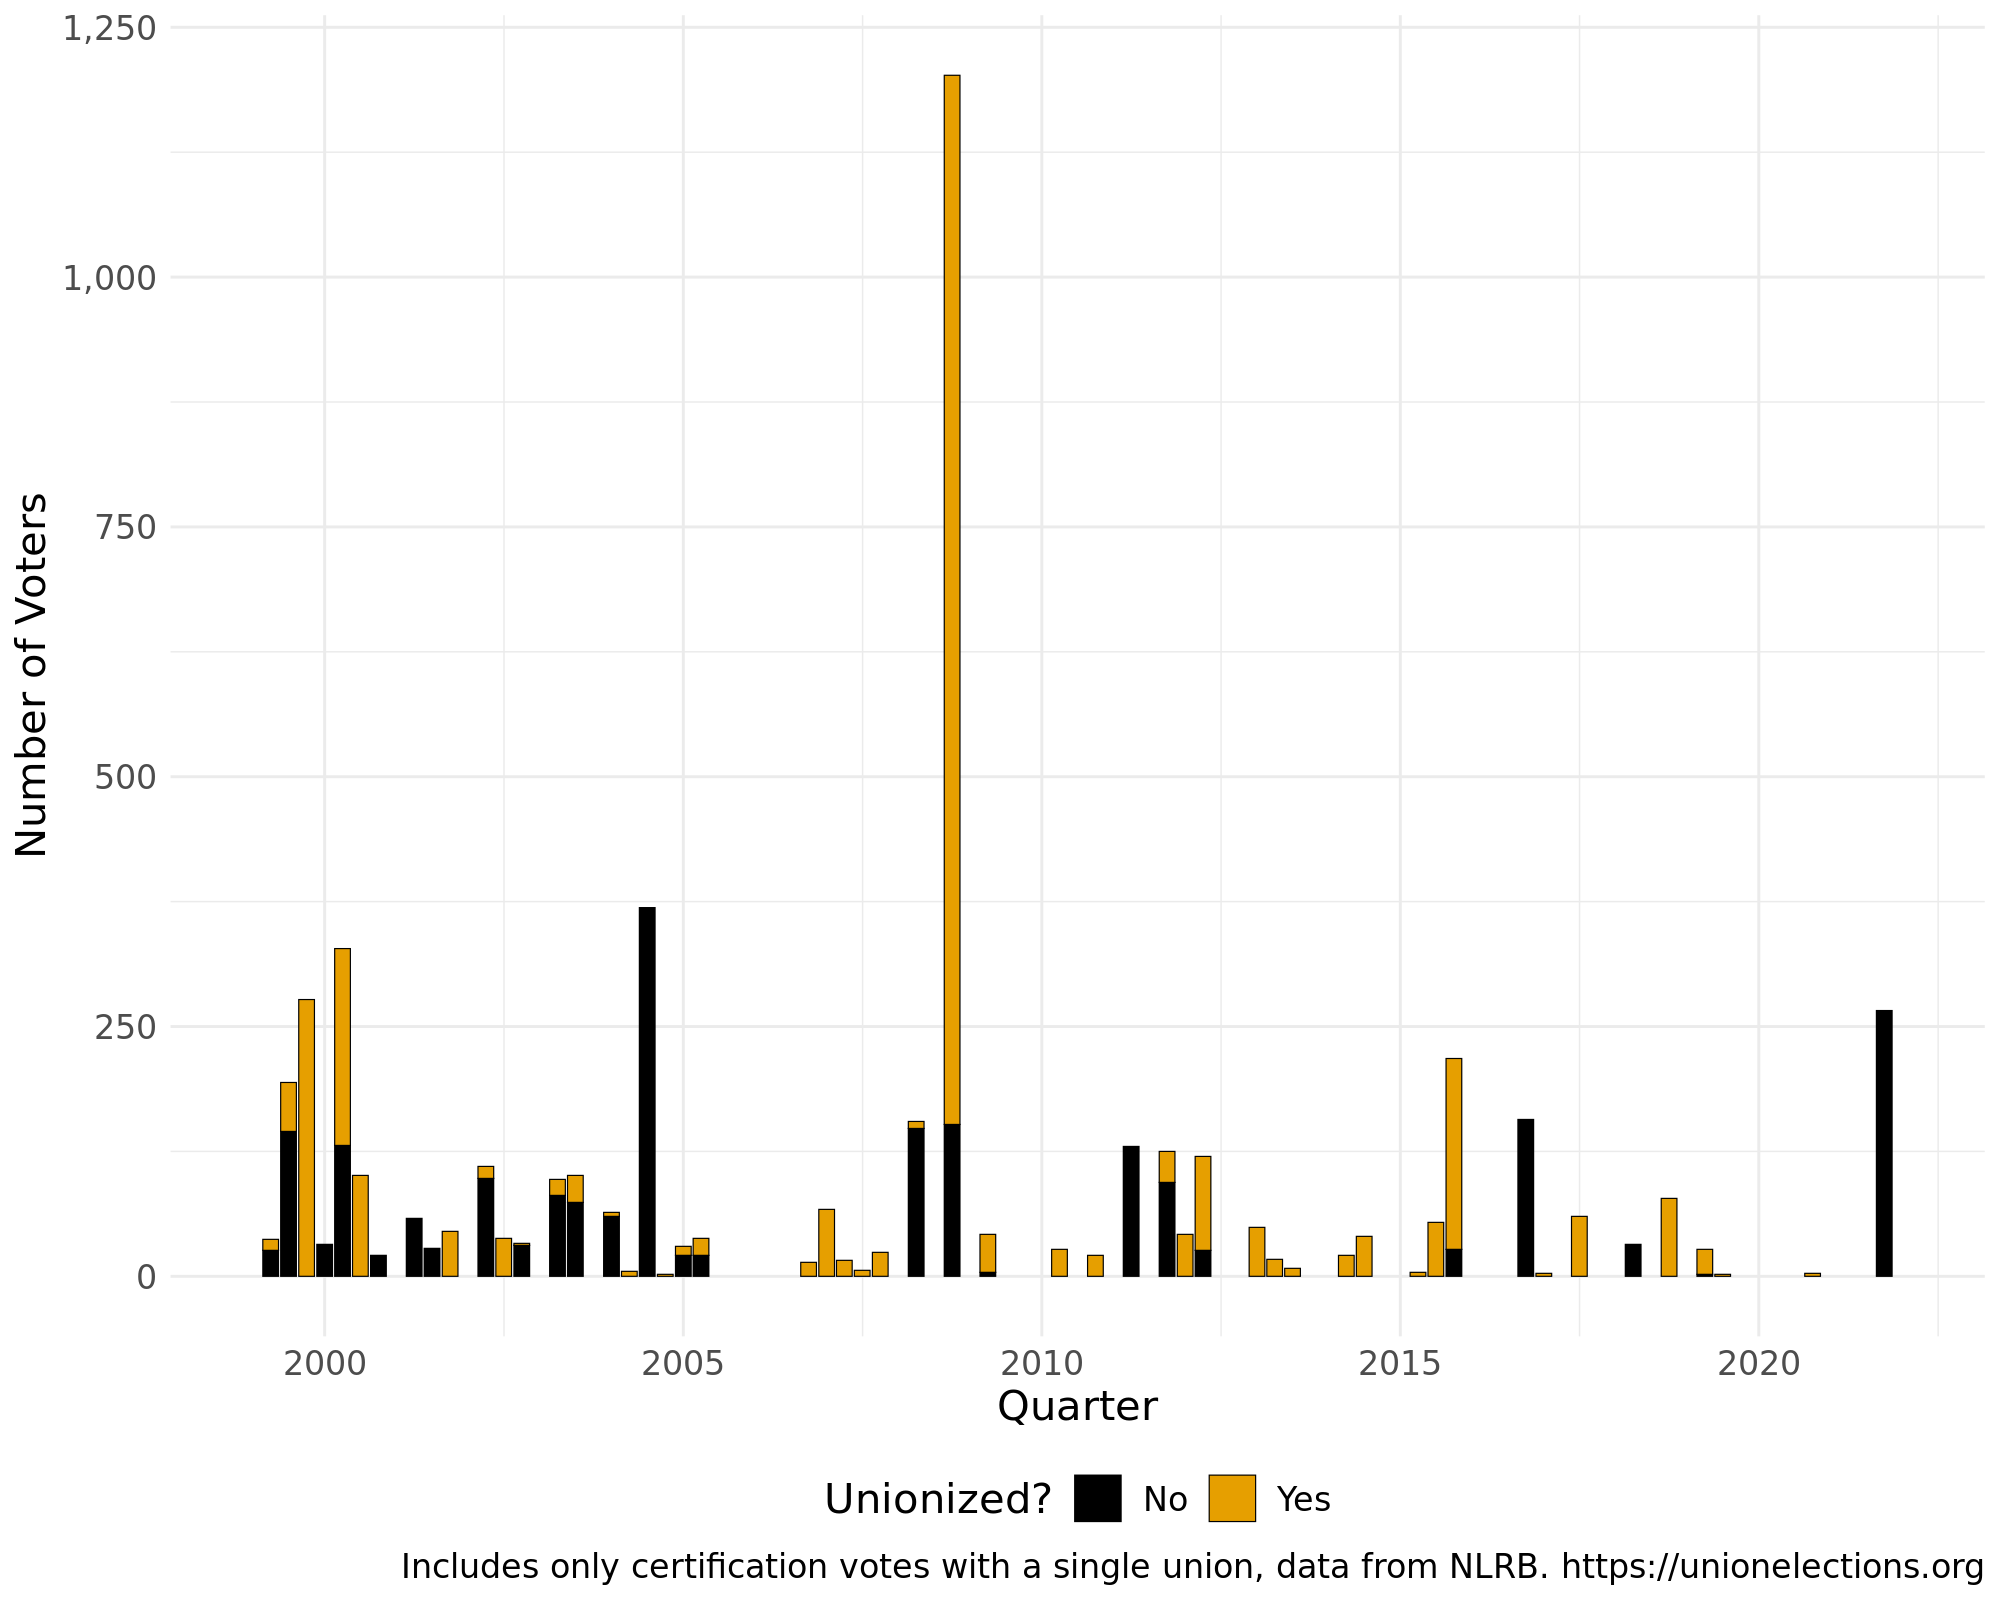 1,250
1,000
750
500
250
0
Number of Voters
2000 2005 2010 2015 2020
Quarter
Unionized? No Yes
Includes only certification votes with a single union, data from NLRB. https://unionelections.org